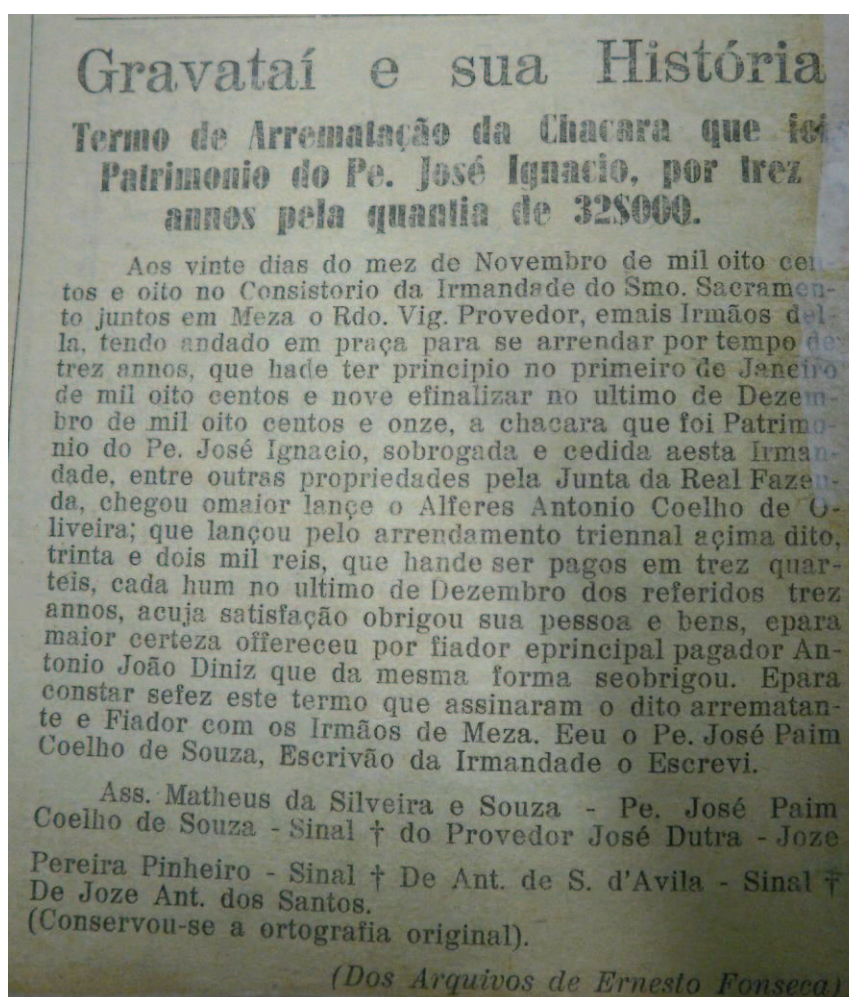 Gravataí e sua História
Termo de Arrematação da Chacara que foi
Patrimonio do Pe. José Ignacio, por trez
annos pela quantia de 32$000.
Aos vinte dias do mez de Novembro de mil oito cen-
tos e oito no Consistorio da Irmandade do Smo. Sacramen-
to juntos em Meza o Rdo. Vig. Provedor, emais Irmãos del-
la, tendo andado em praça para se arrendar por tempo de
trez annos, que hade ter principio no primeiro de Janeiro
de mil oito centos e nove efinalizar no ultimo de Dezem-
bro de mil oito centos e onze, a chacara que foi Patrimo-
nio do Pe. José Ignacio, sobrogada e cedida aesta Irman-
dade, entre outras propriedades pela Junta da Real Fazen-
da, chegou omaior lançe o Alferes Antonio Coelho de O-
liveira; que lançou pelo arrendamento triennal açima dito,
trinta e dois mil reis, que hande ser pagos em trez quar-
teis, cada hum no ultimo de Dezembro dos referidos trez
annos, acuja satisfação obrigou sua pessoa e bens, epara
maior certeza offereceu por fiador eprincipal pagador An-
tonio João Diniz que da mesma forma seobrigou. Epara
constar sefez este termo que assinaram o dito arrematan-
te e Fiador com os Irmãos de Meza. Eeu o Pe. José Paim
Coelho de Souza, Escrivão da Irmandade o Escrevi.
Ass. Matheus da Silveira e Souza - Pe. José Paim
Coelho de Souza - Sinal † do Provedor José Dutra - Joze
Pereira Pinheiro - Sinal † De Ant. de S. d'Avila - Sinal †
De Joze Ant. dos Santos.
(Conservou-se a ortografia original).
(Dos Arquivos de Ernesto Fonseca)